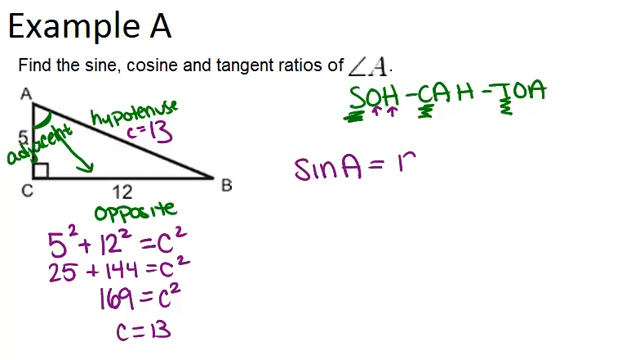 Example A
Find the sine, cosine and tangent ratios of ∠A.
SOH-CAH-TOA
A
hypotenuse
c=13
5
adjacent
C
12
B
opposite
sin A =
5² + 12² = c²
25 + 144 = c²
169 = c²
c = 13